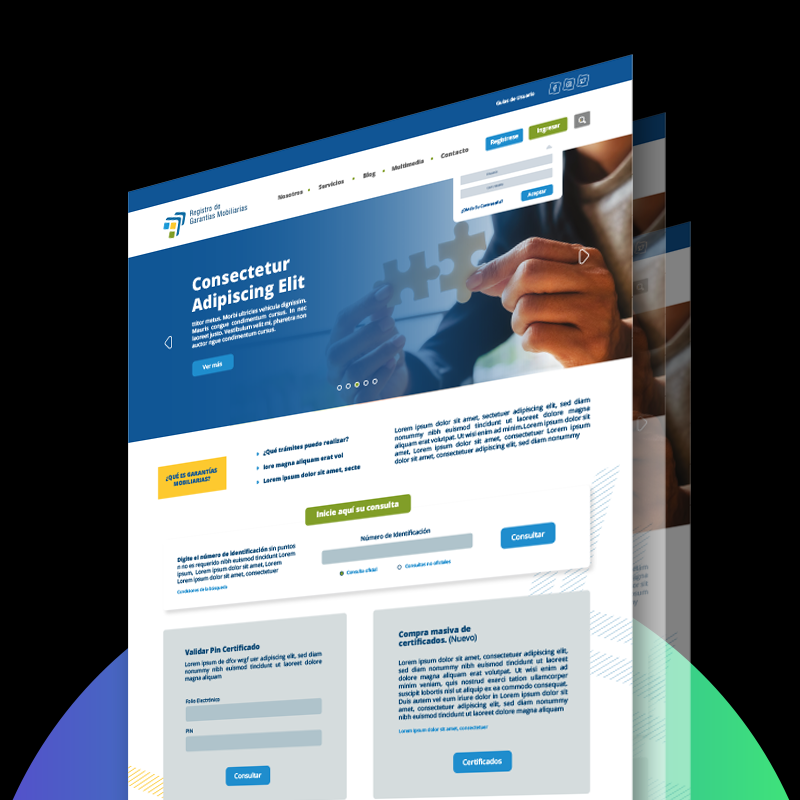 Guías de Usuario
Nosotros • Servicios • Blog • Multimedia • Contacto
Regístrese
Ingresar
Registro de
Garantías Mobiliarias
Aceptar
¿Olvidó Su Contraseña?
Consectetur
Adipiscing Elit
titor metus. Morbi ultricies vehicula dignissim.
Mauris congue condimentum cursus. In nec
laoreet justo. Vestibulum velit mi, pharetra non
auctor ngue condimentum cursus.
Ver más
¿QUÉ ES GARANTÍAS
MOBILIARIAS?
¿Qué trámites puedo realizar?
lore magna aliquam erat vol
Lorem ipsum dolor sit amet, secte
Lorem ipsum dolor sit amet, sectetuer adipiscing elit, sed diam
nonummy nibh euismod tincidunt ut laoreet dolore magna
aliquam erat volutpat. Ut wisi enim ad minim.Lorem ipsum dolor sit
amet, Lorem ipsum dolor sit amet, consectetuer Lorem ipsum
dolor sit amet, consectetuer adipiscing elit, sed diam nonummy
Inicie aquí su consulta
Digite el número de identificación sin puntos
n no es requerido nibh euismod tincidunt Lorem
ipsum, Lorem ipsum dolor sit amet, Lorem
Lorem ipsum dolor sit amet, consectetuer
Condiciones de la búsqueda
Número de Identificación
Consulta oficial
Consultas no oficiales
Consultar
Validar Pin Certificado
Lorem ipsum de dfcv wrgf uer adipiscing elit, sed diam
nonummy nibh euismod tincidunt ut laoreet dolore
magna aliquam
Folio Electrónico
PIN
Consultar
Compra masiva de
certificados. (Nuevo)
Lorem ipsum dolor sit amet, consectetuer adipiscing elit,
sed diam nonummy nibh euismod tincidunt ut laoreet
dolore magna aliquam erat volutpat. Ut wisi enim ad
minim veniam, quis nostrud exerci tation ullamcorper
suscipit lobortis nisl ut aliquip ex ea commodo consequat.
Duis autem vel eum iriure dolor in Lorem ipsum dolor sit
amet, consectetuer adipiscing elit, sed diam nonummy
nibh euismod tincidunt ut laoreet dolore magna aliquam
Lorem ipsum dolor sit amet, consectetuer
Certificados